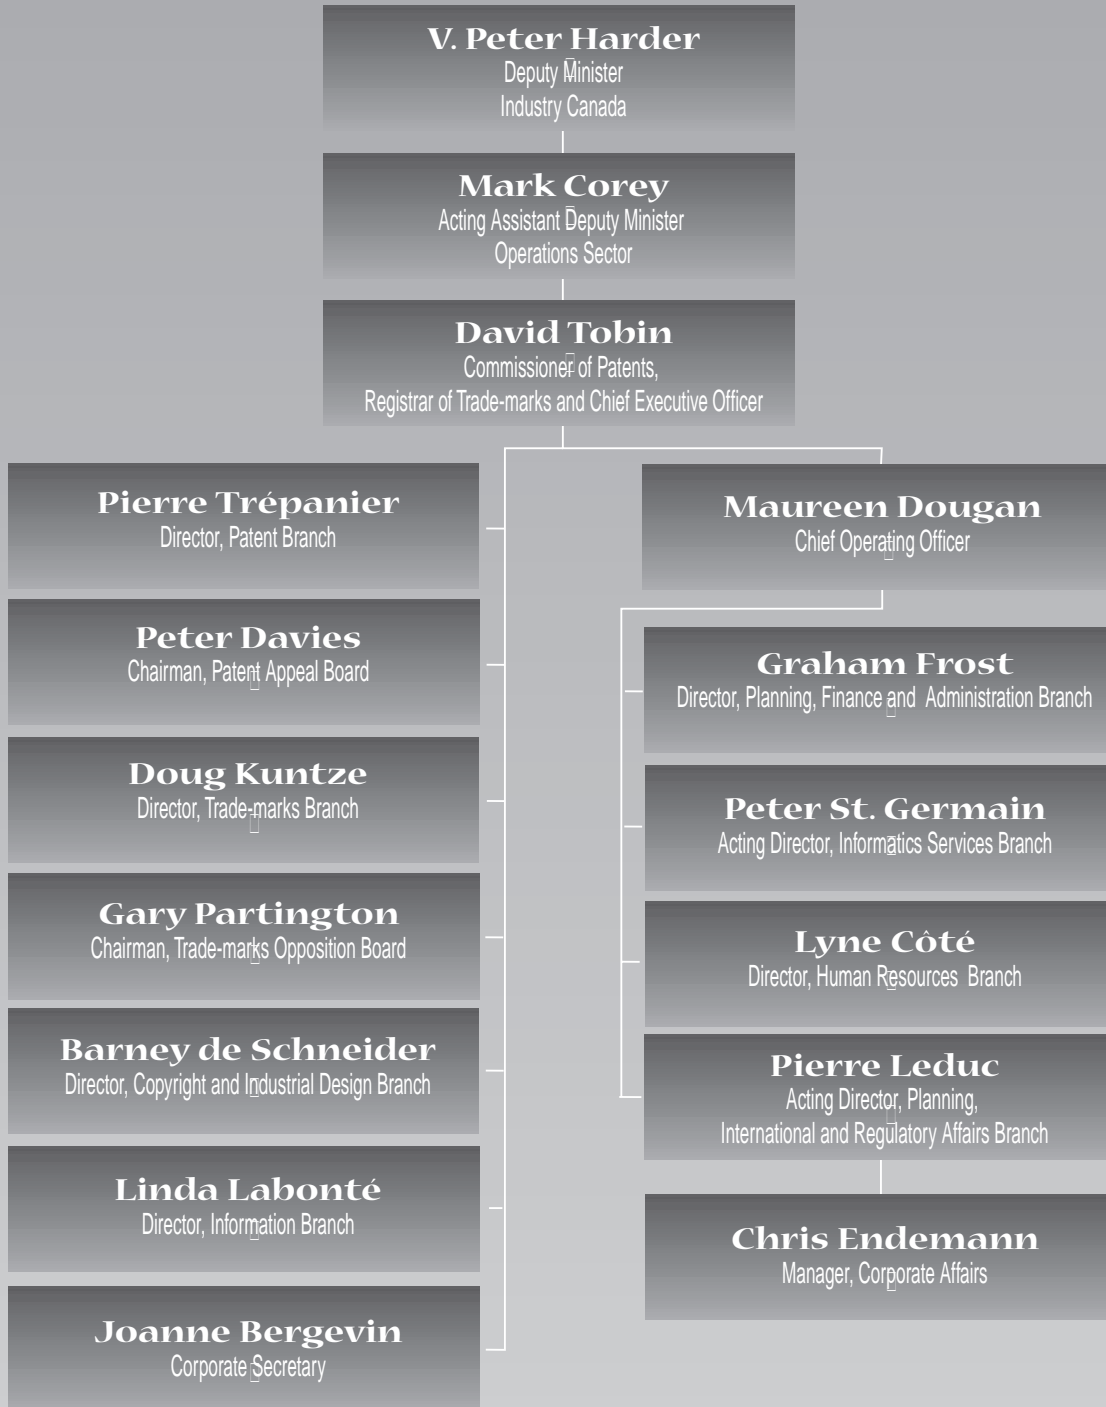 V. Peter Harder
Deputy Minister
Industry Canada
Mark Corey
Acting Assistant Deputy Minister
Operations Sector
David Tobin
Commissioner of Patents,
Registrar of Trade-marks and Chief Executive Officer
Pierre Trépanier
Director, Patent Branch
Peter Davies
Chairman, Patent Appeal Board
Doug Kuntze
Director, Trade-marks Branch
Gary Partington
Chairman, Trade-marks Opposition Board
Barney de Schneider
Director, Copyright and Industrial Design Branch
Linda Labonté
Director, Information Branch
Joanne Bergevin
Corporate Secretary
Maureen Dougan
Chief Operating Officer
Graham Frost
Director, Planning, Finance and Administration Branch
Peter St. Germain
Acting Director, Informatics Services Branch
Lyne Côté
Director, Human Resources Branch
Pierre Leduc
Acting Director, Planning,
International and Regulatory Affairs Branch
Chris Endemann
Manager, Corporate Affairs